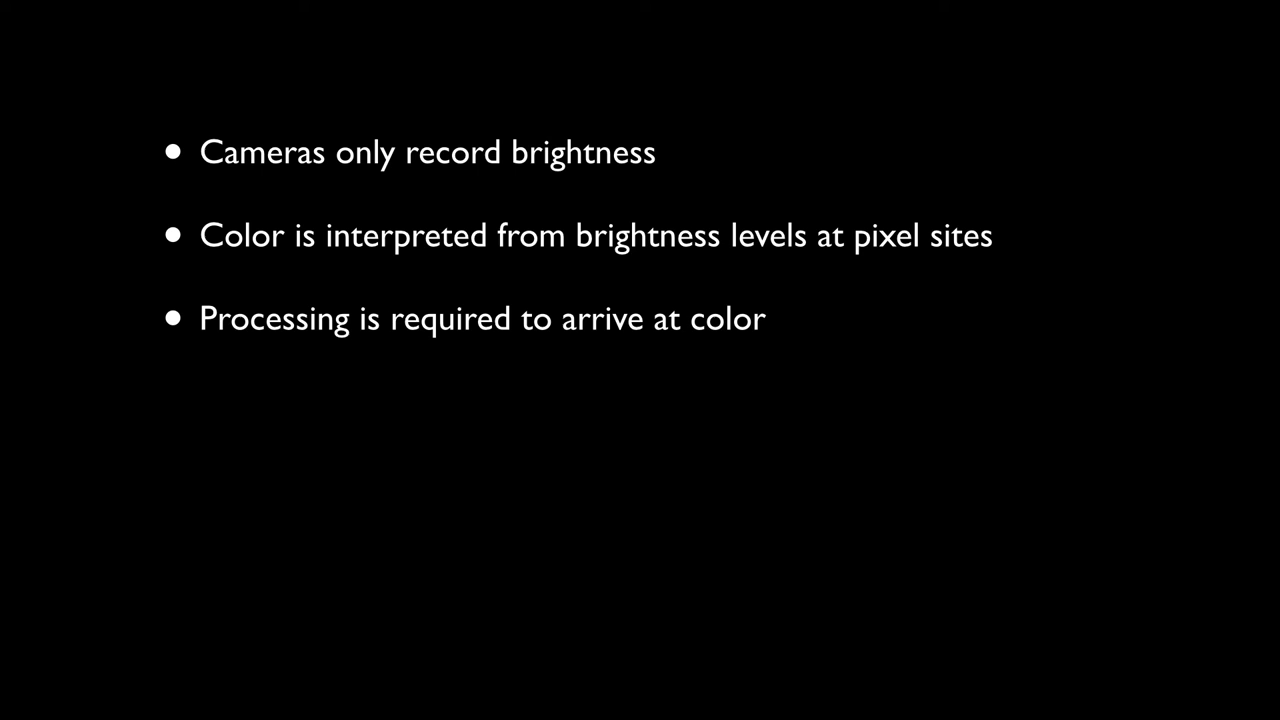 • Cameras only record brightness
• Color is interpreted from brightness levels at pixel sites
• Processing is required to arrive at color